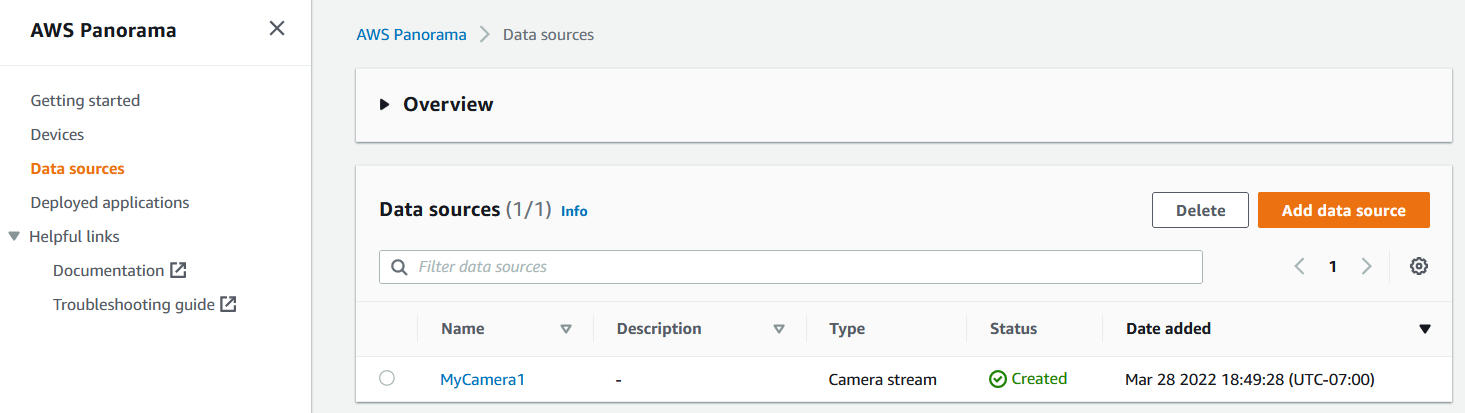 AWS Panorama
Getting started
Devices
Data sources
Deployed applications
Helpful links
Documentation
Troubleshooting guide
AWS Panorama Data sources
Overview
Data sources (1/1) Info Delete Add data source
Filter data sources 1
Name Description Type Status Date added
MyCamera1 - Camera stream Created Mar 28 2022 18:49:28 (UTC-07:00)